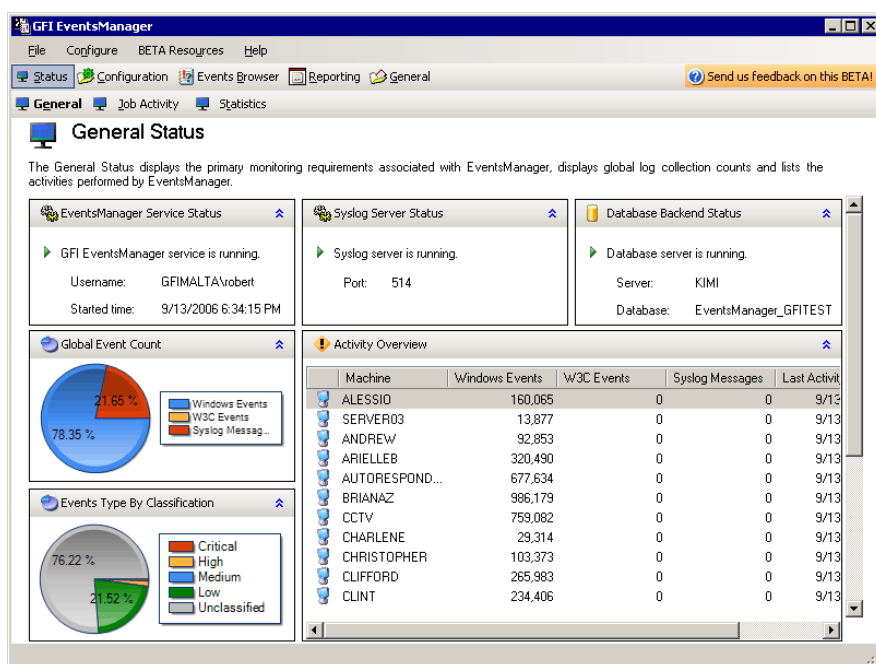 GFI EventsManager
File Configure BETA Resources Help
Status Configuration Events Browser Reporting General Send us feedback on this BETA!
General Job Activity Statistics
General Status
The General Status displays the primary monitoring requirements associated with EventsManager, displays global log collection counts and lists the
activities performed by EventsManager.
EventsManager Service Status
GFI EventsManager service is running.
Username: GFIMALTA\robert
Started time: 9/13/2006 6:34:15 PM
Syslog Server Status
Syslog server is running.
Port: 514
Database Backend Status
Database server is running.
Server: KIMI
Database: EventsManager_GFITEST
Global Event Count
21.65 %
78.35 %
Windows Events
W3C Events
Syslog Messag...
Events Type By Classification
76.22 %
21.52 %
Critical
High
Medium
Low
Unclassified
Activity Overview
Machine Windows Events W3C Events Syslog Messages Last Activit
ALESSIO 160,065 0 0 9/13
SERVER03 13,877 0 0 9/13
ANDREW 92,853 0 0 9/13
ARIELLEB 320,490 0 0 9/13
AUTORESPOND... 677,634 0 0 9/13
BRIANAZ 986,179 0 0 9/13
CCTV 759,082 0 0 9/13
CHARLENE 29,314 0 0 9/13
CHRISTOPHER 103,373 0 0 9/13
CLIFFORD 265,983 0 0 9/13
CLINT 234,406 0 0 9/13